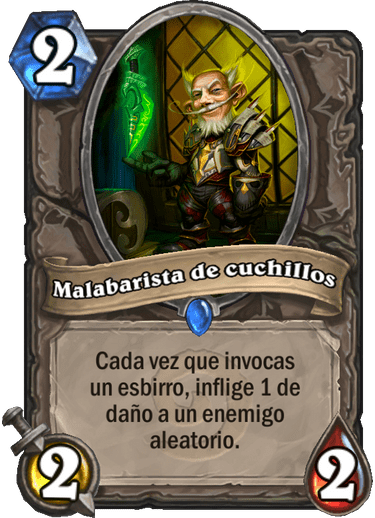 2
Malabarista de cuchillos
Cada vez que invocas
un esbirro, inflige 1 de
daño a un enemigo
aleatorio.
2
2